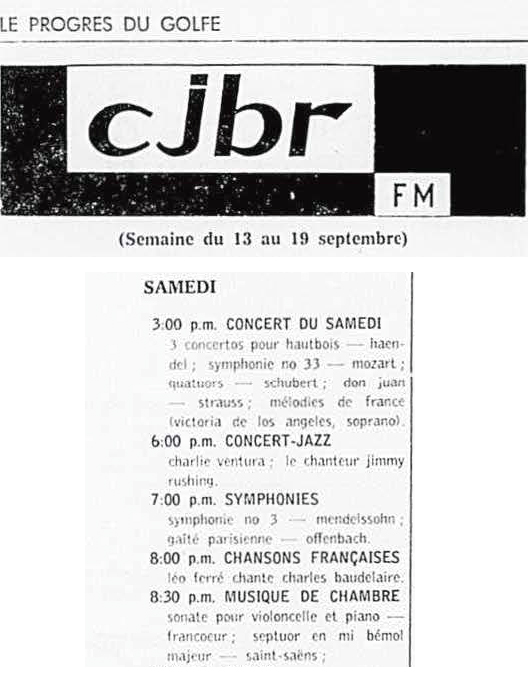 LE PROGRES DU GOLFE
cjbr
FM
(Semaine du 13 au 19 septembre)
SAMEDI
3:00 p.m. CONCERT DU SAMEDI
3 concertos pour hautbois — haen-
del ; symphonie no 33 — mozart ;
quatuors — schubert ; don juan
— strauss ; mélodies de france
(victoria de los angeles, soprano).
6:00 p.m. CONCERT-JAZZ
charlie ventura ; le chanteur jimmy
rushing.
7:00 p.m. SYMPHONIES
symphonie no 3 — mendelssohn ;
gaîté parisienne — offenbach.
8:00 p.m. CHANSONS FRANÇAISES
léo ferré chante charles baudelaire.
8:30 p.m. MUSIQUE DE CHAMBRE
sonate pour violoncelle et piano —
francoeur ; septuor en mi bémol
majeur — saint-saëns ;